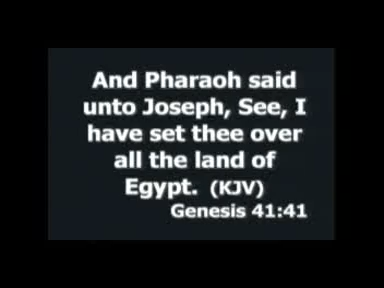 And Pharaoh said
unto Joseph, See, I
have set thee over
all the land of
Egypt. (KJV)
Genesis 41:41